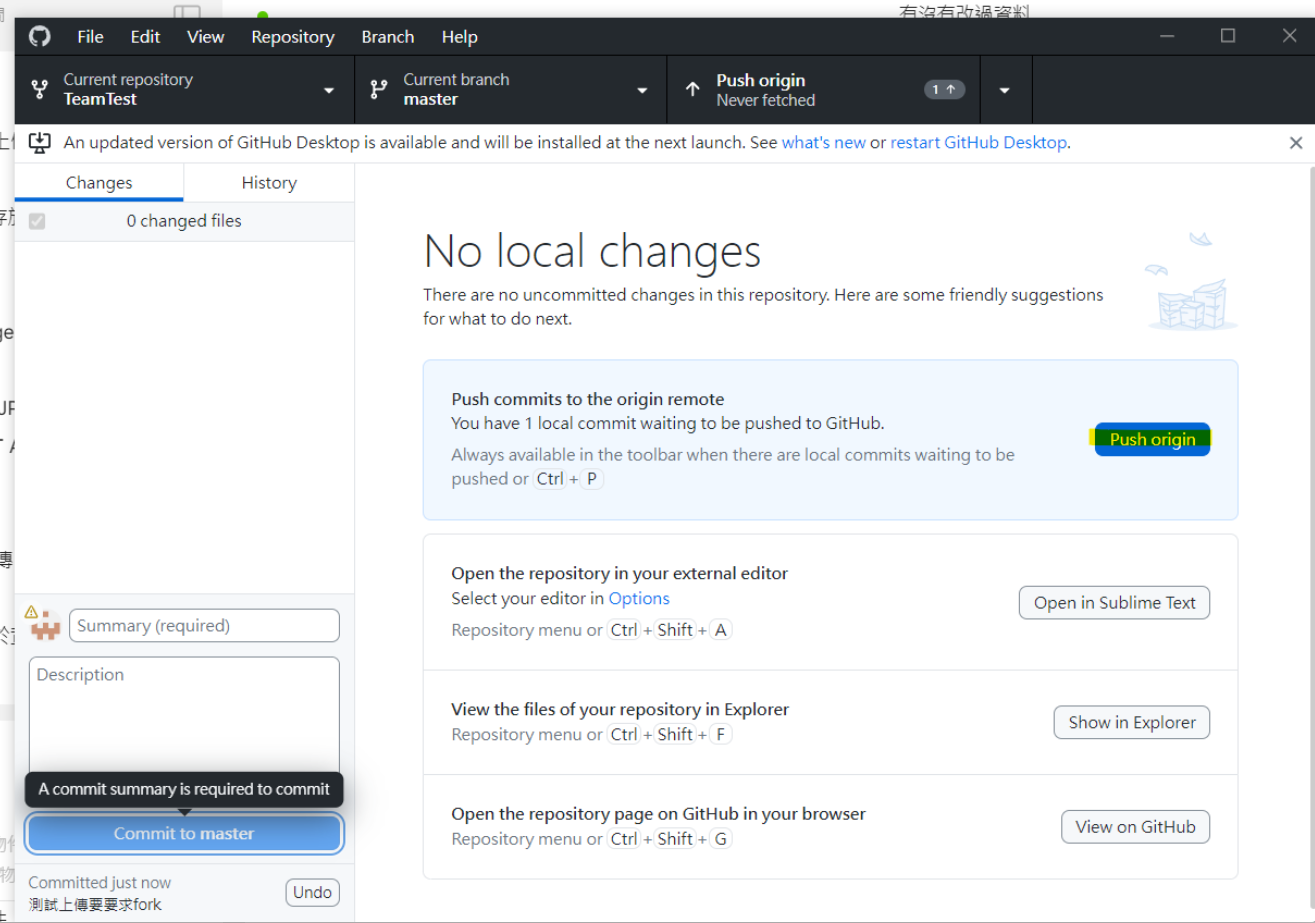 有沒有改過資料
File Edit View Repository Branch Help
Current repository
TeamTest
Current branch
master
Push origin
Never fetched
1
An updated version of GitHub Desktop is available and will be installed at the next launch. See what's new or restart GitHub Desktop.
Changes
History
0 changed files
No local changes
There are no uncommitted changes in this repository. Here are some friendly suggestions
for what to do next.
Push commits to the origin remote
You have 1 local commit waiting to be pushed to GitHub.
Always available in the toolbar when there are local commits waiting to be
pushed or Ctrl + P
Push origin
Open the repository in your external editor
Select your editor in Options
Repository menu or Ctrl + Shift + A
Open in Sublime Text
View the files of your repository in Explorer
Repository menu or Ctrl + Shift + F
Show in Explorer
Open the repository page on GitHub in your browser
Repository menu or Ctrl + Shift + G
View on GitHub
Summary (required)
Description
A commit summary is required to commit
Commit to master
Committed just now
測試上傳要要求fork
Undo